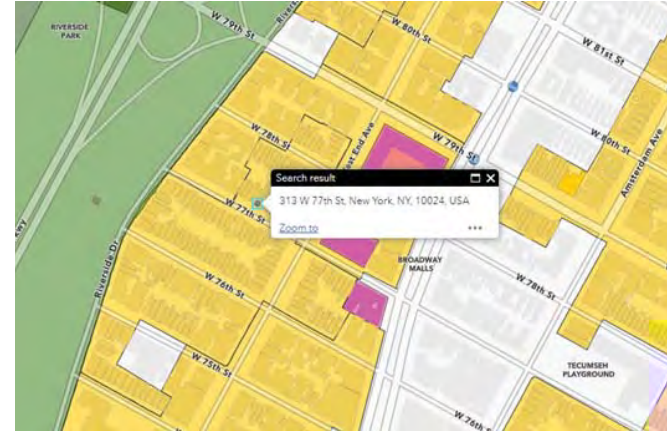 RIVERSIDE
PARK
W 79th St
W 80th St
W 81st St
W 78th St
W 79th St
W 80th St
Amsterdam Ave
Search result
313 W 77th St, New York, NY, 10024, USA
Zoom to
W 77th St
Riverside Dr
BROADWAY
MALLS
W 76th St
W 78th St
TECUMSEH
PLAYGROUND
W 75th St
W 76th St